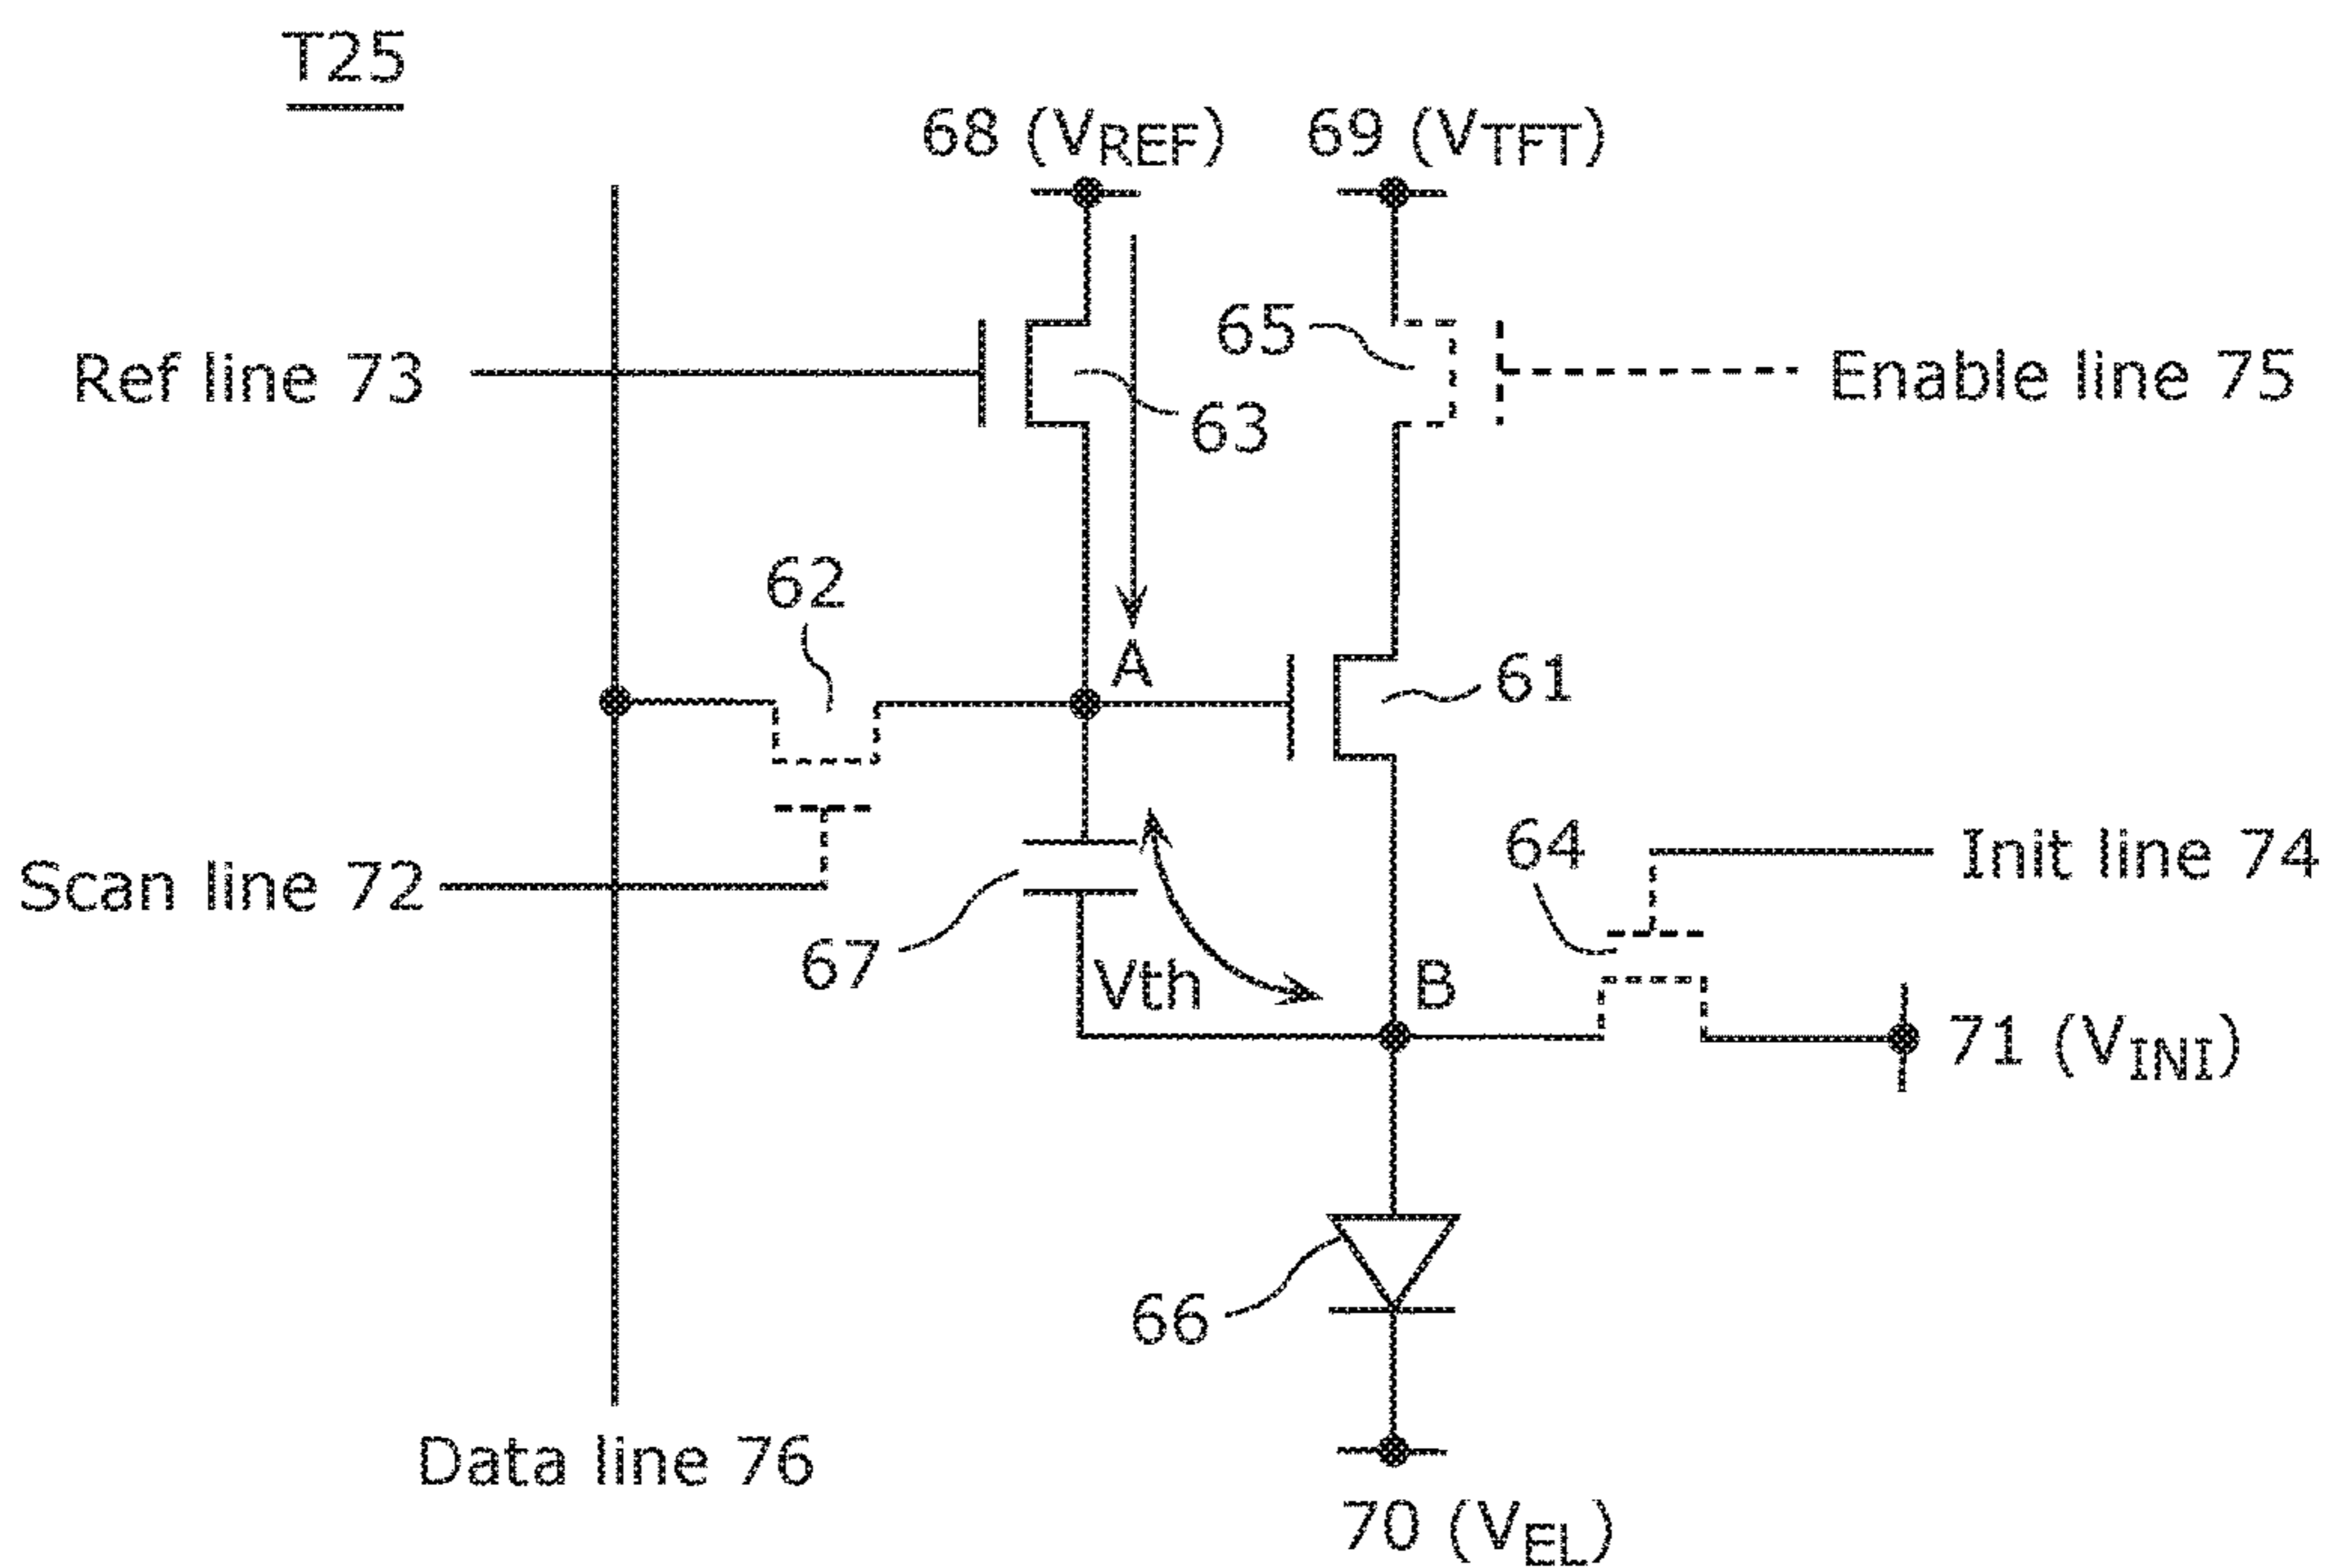 T25
68 (VREF)
69 (VTFT)
65
Ref line 73
Enable line 75
63
62
A
61
Scan line 72
64
Init line 74
67
Vth
B
71 (VINI)
66
Data line 76
70 (VEL)